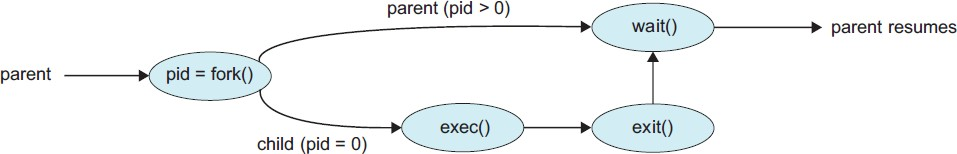 parent (pid > 0)
wait()
parent resumes
parent
pid = fork()
exec()
exit()
child (pid = 0)